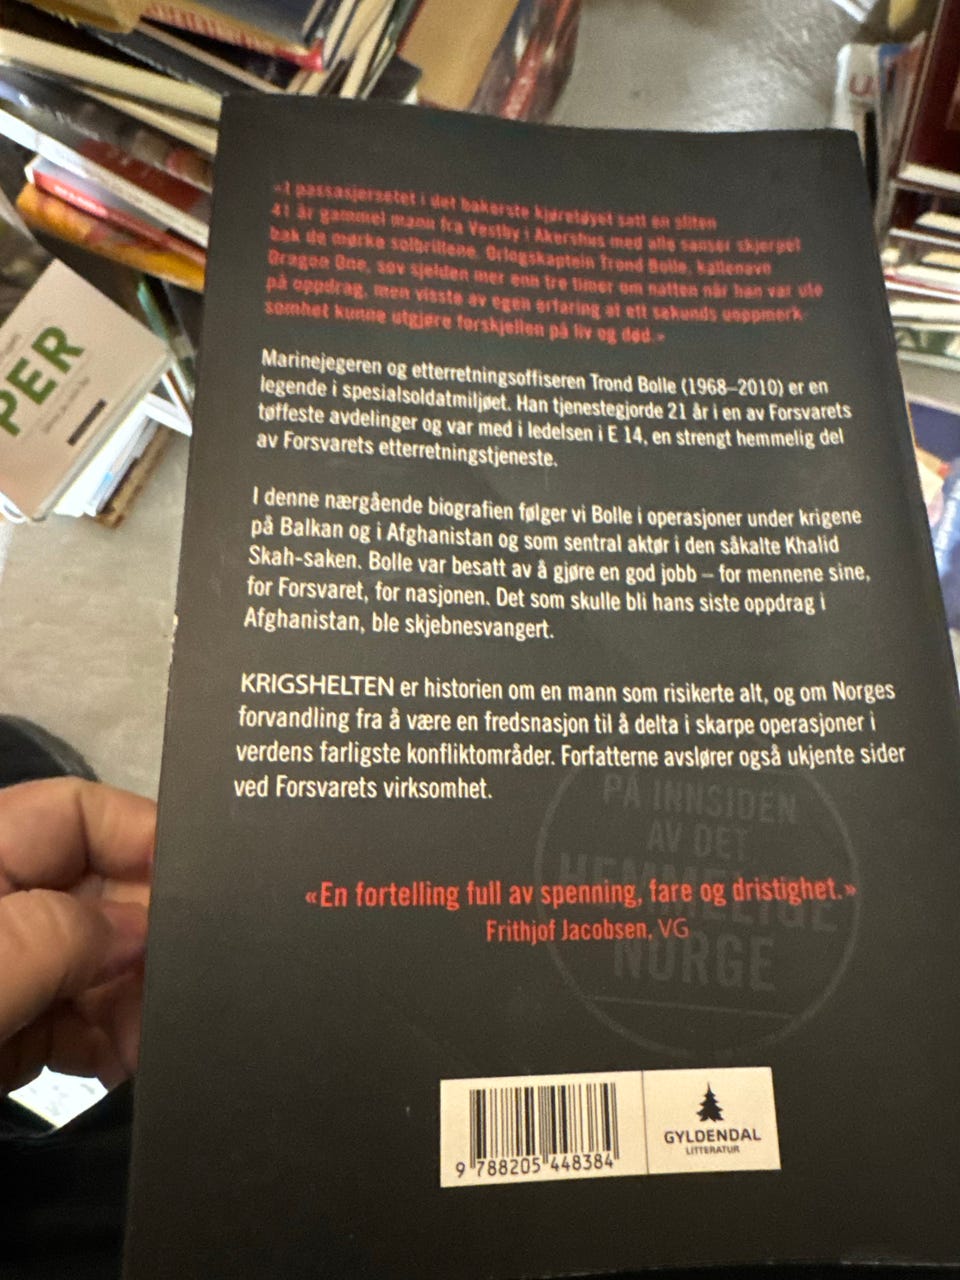 «I passasjersetet i det bakerste kjøretøyet satt en sliten
41 år gammel mann fra Vestby i Akershus med alle sanser skjerpet
bak de mørke solbrillene. Orlogskaptein Trond Bolle, kallenavn
Dragon One, sov sjelden mer enn tre timer om natten når han var ute
på oppdrag, men visste av egen erfaring at ett sekunds uoppmerk-
somhet kunne utgjøre forskjellen på liv og død.»
Marinejegeren og etterretningsoffiseren Trond Bolle (1968–2010) er en
legende i spesialsoldatmiljøet. Han tjenestegjorde 21 år i en av Forsvarets
tøffeste avdelinger og var med i ledelsen i E 14, en strengt hemmelig del
av Forsvarets etterretningstjeneste.
I denne nærgående biografien følger vi Bolle i operasjoner under krigene
på Balkan og i Afghanistan og som sentral aktør i den såkalte Khalid
Skah-saken. Bolle var besatt av å gjøre en god jobb – for mennene sine,
for Forsvaret, for nasjonen. Det som skulle bli hans siste oppdrag i
Afghanistan, ble skjebnesvangert.
KRIGSHELTEN er historien om en mann som risikerte alt, og om Norges
forvandling fra å være en fredsnasjon til å delta i skarpe operasjoner i
verdens farligste konfliktområder. Forfatterne avslører også ukjente sider
ved Forsvarets virksomhet.
PÅ INNSIDEN
AV DET
HEMMELIGE
NORGE
«En fortelling full av spenning, fare og dristighet.»
Frithjof Jacobsen, VG
9 788205 448384
GYLDENDAL
LITTERATUR
PER